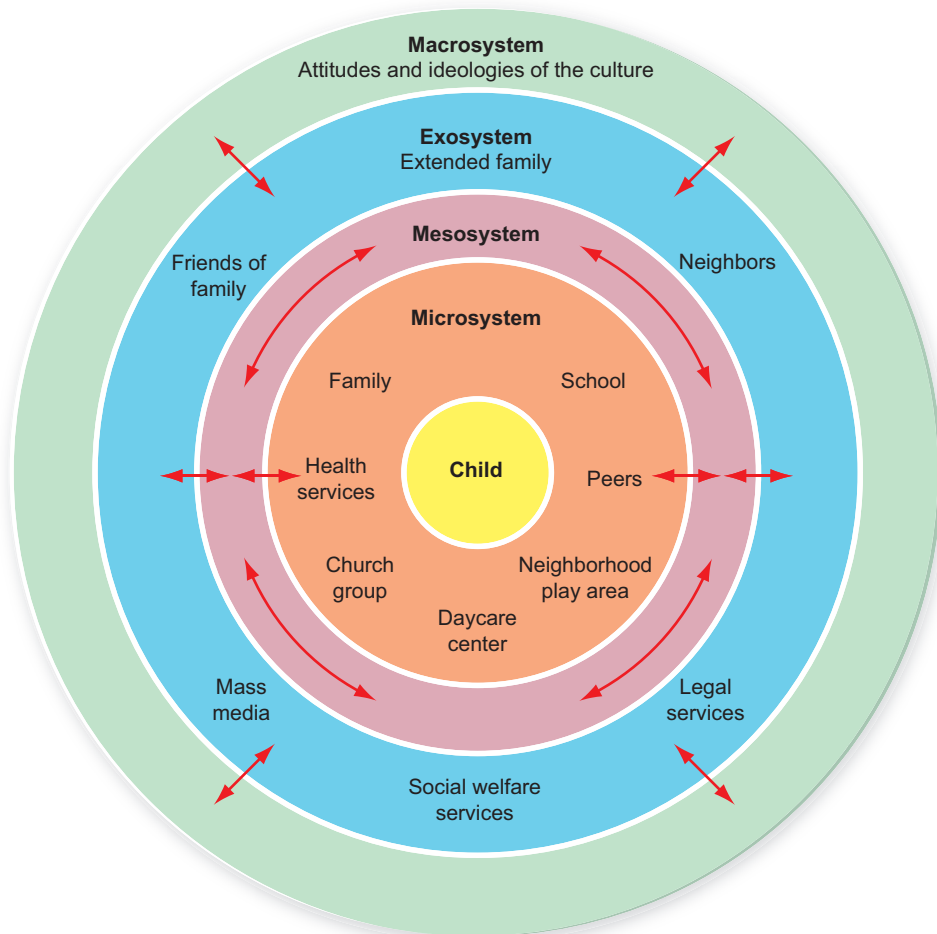 Macrosystem
Attitudes and ideologies of the culture
Exosystem
Extended family
Mesosystem
Friends of
family
Neighbors
Microsystem
Family
School
Child
Health
services
Peers
Church
group
Neighborhood
play area
Daycare
center
Mass
media
Legal
services
Social welfare
services